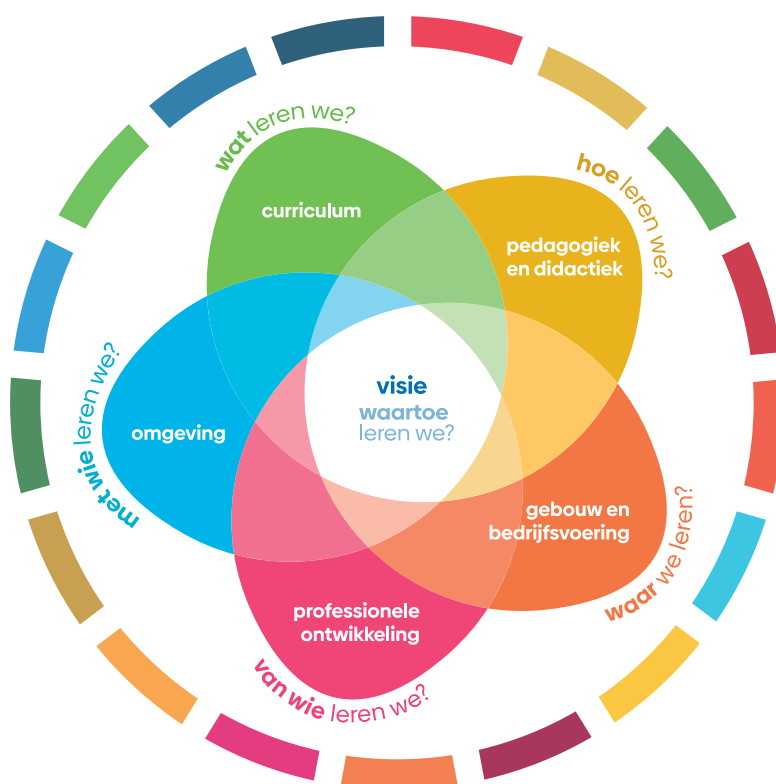 wat leren we?
curriculum
hoe leren we?
pedagogiek
en didactiek
visie
waartoe
leren we?
met wie leren we?
omgeving
gebouw en
bedrijfsvoering
waar we leren?
professionele
ontwikkeling
van wie leren we?